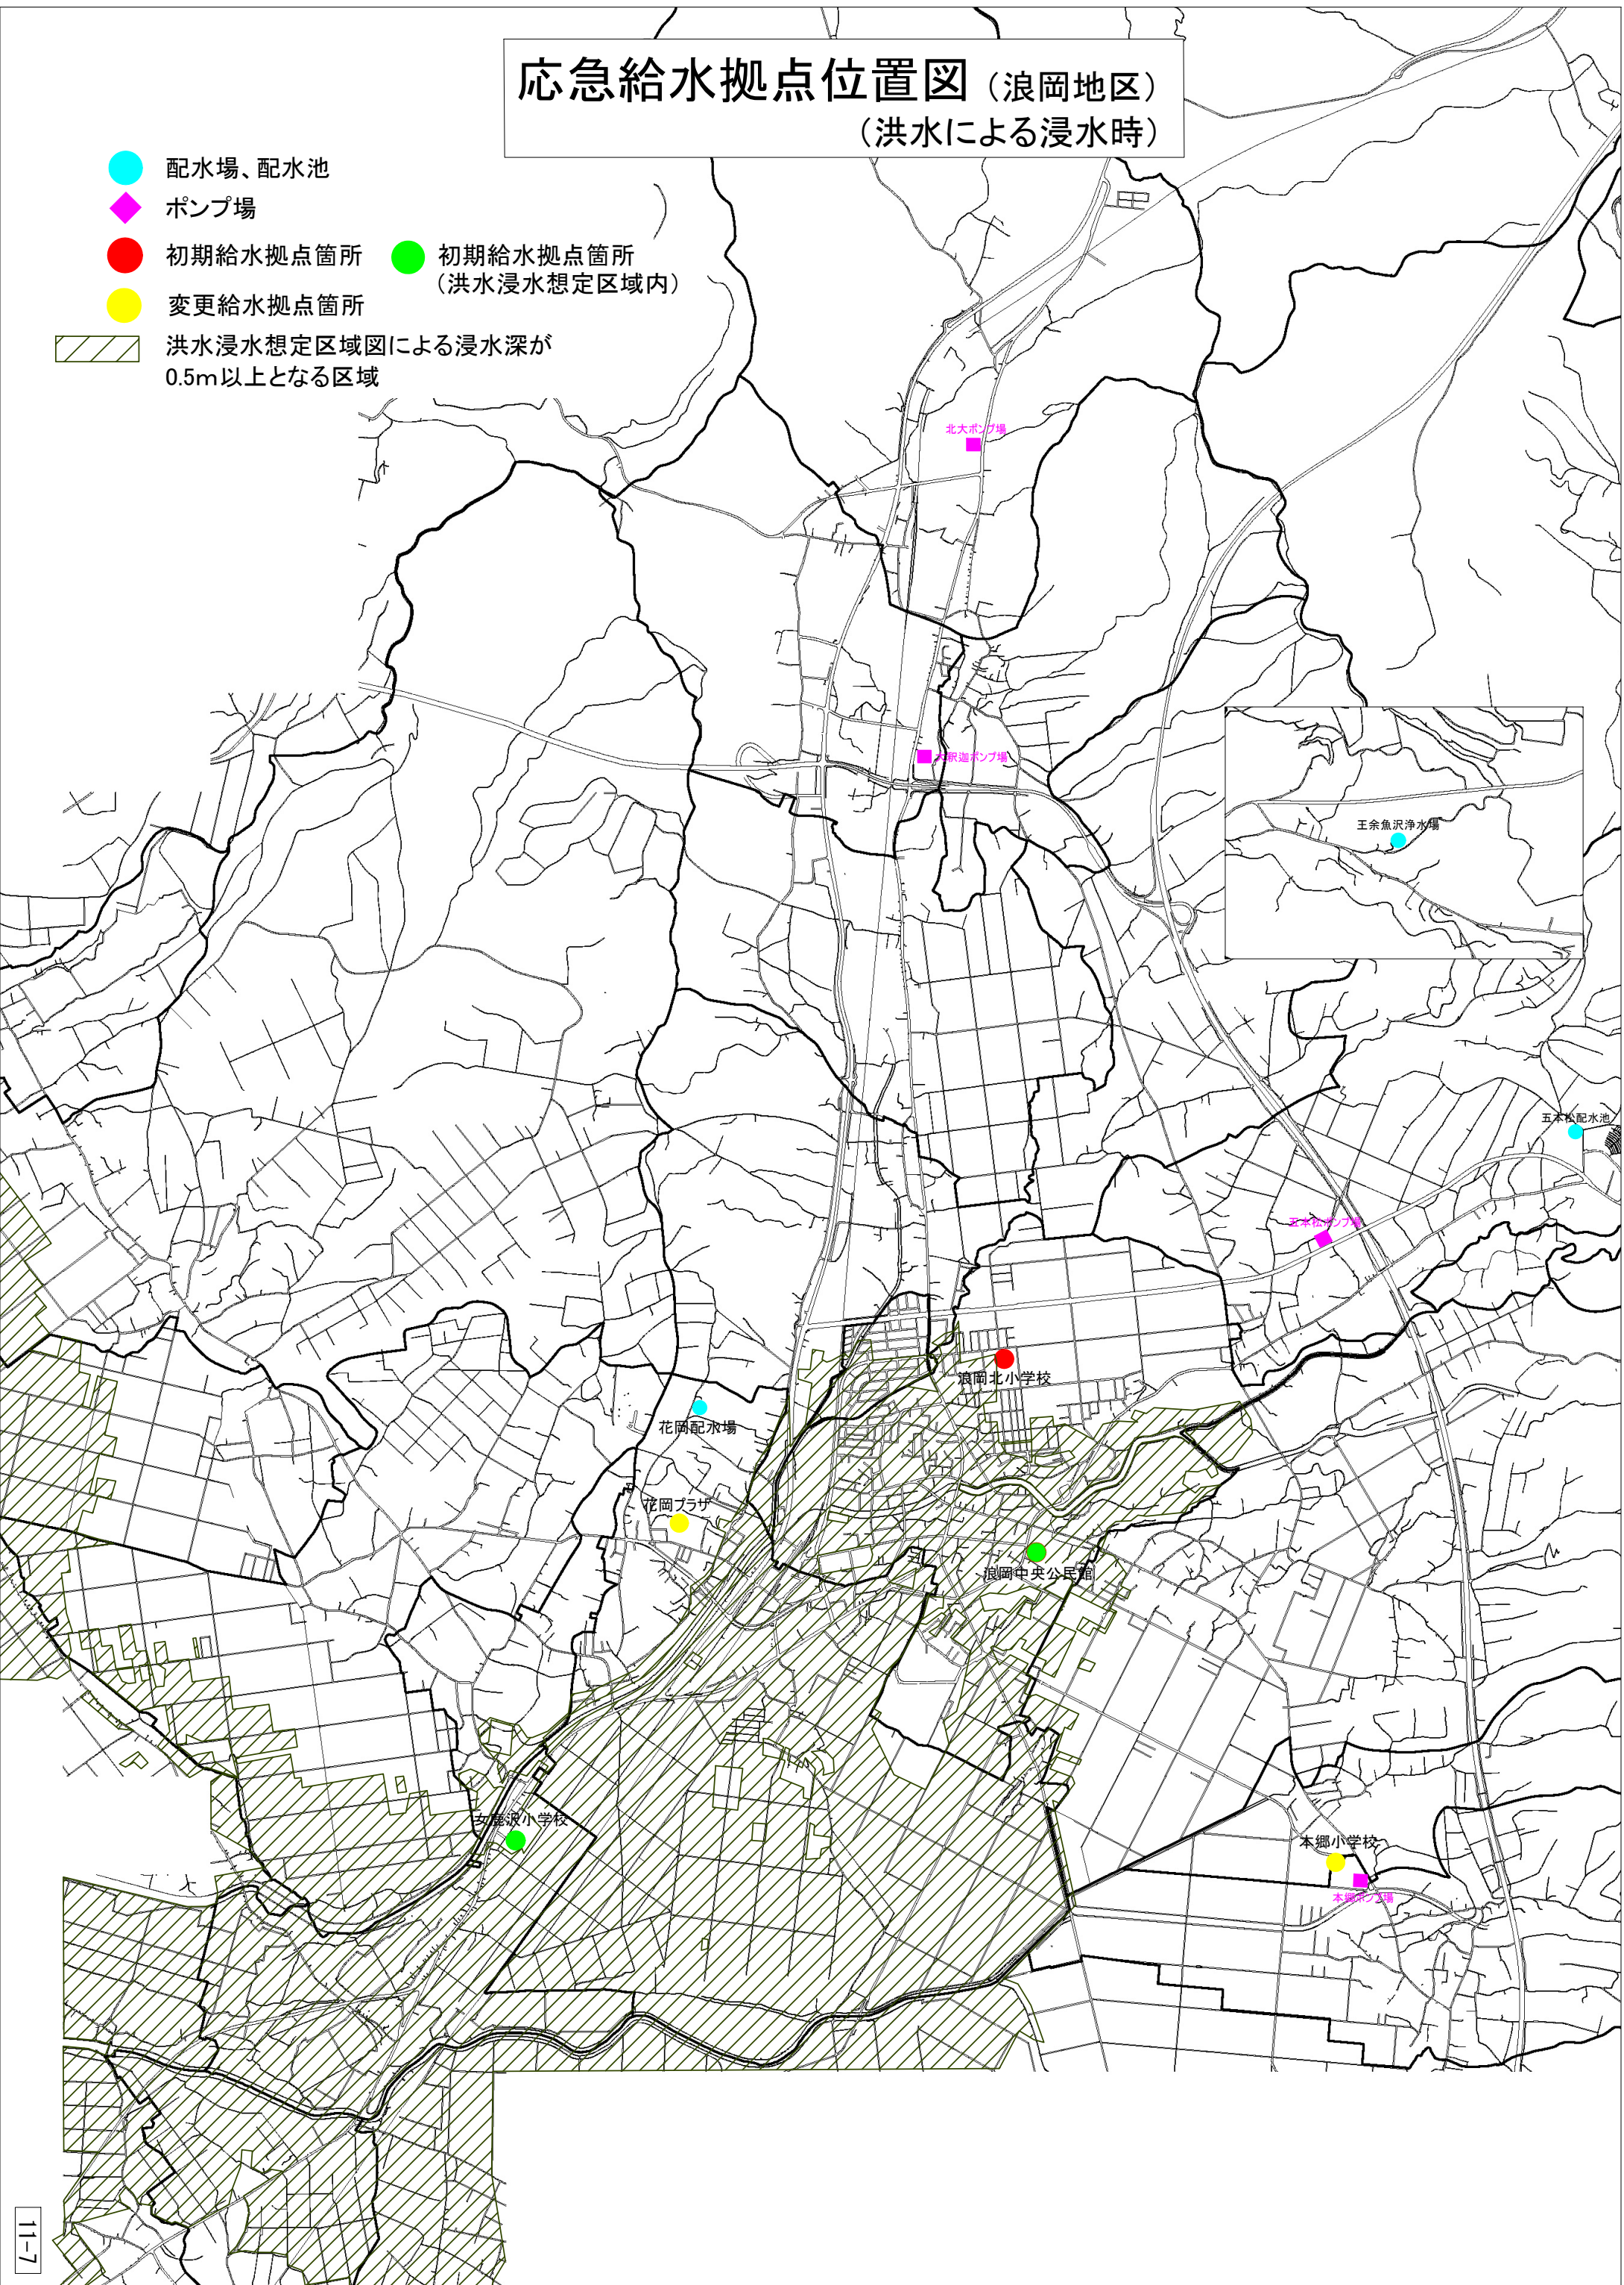 応急給水拠点位置図（浪岡地区）
（洪水による浸水時）
配水場、配水池
ポンプ場
初期給水拠点箇所
初期給水拠点箇所
（洪水浸水想定区域内）
変更給水拠点箇所
洪水浸水想定区域図による浸水深が
0.5m以上となる区域
北大ポンプ場
大釈迦ポンプ場
王余魚沢浄水場
五本松配水池
五本松ポンプ場
浪岡北小学校
花岡配水場
花岡プラザ
浪岡中央公民館
女鹿沢小学校
本郷小学校
本郷ポンプ場
11-7